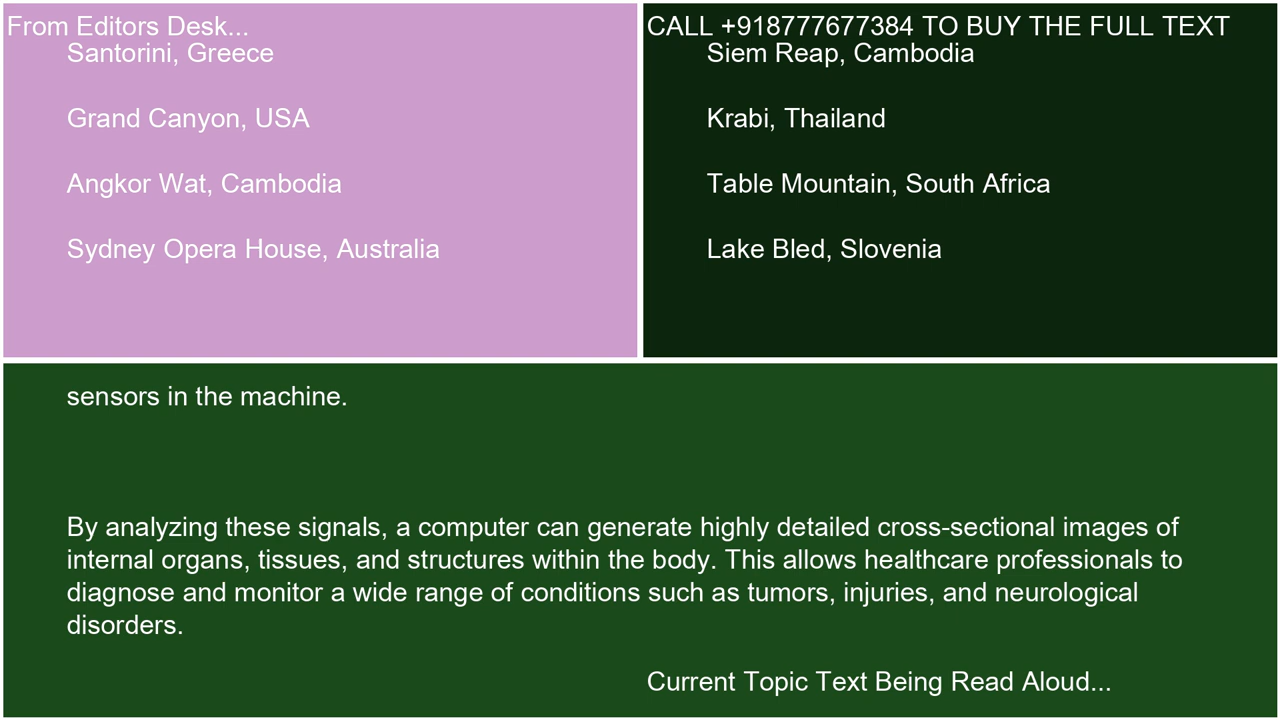 From Editors Desk...
Santorini, Greece
Grand Canyon, USA
Angkor Wat, Cambodia
Sydney Opera House, Australia
CALL +918777677384 TO BUY THE FULL TEXT
Siem Reap, Cambodia
Krabi, Thailand
Table Mountain, South Africa
Lake Bled, Slovenia
sensors in the machine.
By analyzing these signals, a computer can generate highly detailed cross-sectional images of
internal organs, tissues, and structures within the body. This allows healthcare professionals to
diagnose and monitor a wide range of conditions such as tumors, injuries, and neurological
disorders.
Current Topic Text Being Read Aloud...